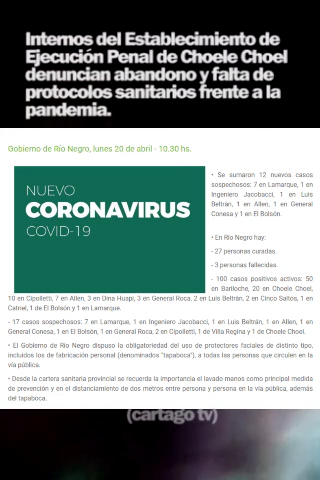 Internos del Establecimiento de
Ejecución Penal de Choele Choel
denuncian abandono y falta de
protocolos sanitarios frente a la
pandemia.
Gobierno de Río Negro, lunes 20 de abril - 10.30 hs.
NUEVO
CORONAVIRUS
COVID-19
• Se sumaron 12 nuevos casos
sospechosos: 7 en Lamarque, 1 en
Ingeniero Jacobacci, 1 en Luis
Beltrán, 1 en Allen, 1 en General
Conesa y 1 en El Bolsón.
• En Río Negro hay:
- 27 personas curadas.
- 3 personas fallecidas.
- 100 casos positivos activos: 50
en Bariloche, 20 en Choele Choel,
10 en Cipolletti, 7 en Allen, 3 en Dina Huapi, 3 en General Roca, 2 en Luis Beltrán, 2 en Cinco Saltos, 1 en
Catriel, 1 de El Bolsón y 1 en Lamarque.
- 17 casos sospechosos: 7 en Lamarque, 1 en Ingeniero Jacobacci, 1 en Luis Beltrán, 1 en Allen, 1 en
General Conesa, 1 en El Bolsón, 1 en General Roca, 2 en Cipolletti, 1 de Villa Regina y 1 de Choele Choel.
• El Gobierno de Río Negro dispuso la obligatoriedad del uso de protectores faciales de distinto tipo,
incluidos los de fabricación personal (denominados "tapaboca"), a todas las personas que circulen en la
vía pública.
• Desde la cartera sanitaria provincial se recuerda la importancia el lavado manos como principal medida
de prevención y en el distanciamiento de dos metros entre persona y persona en la vía pública, además
del tapaboca.
(cartago tv)